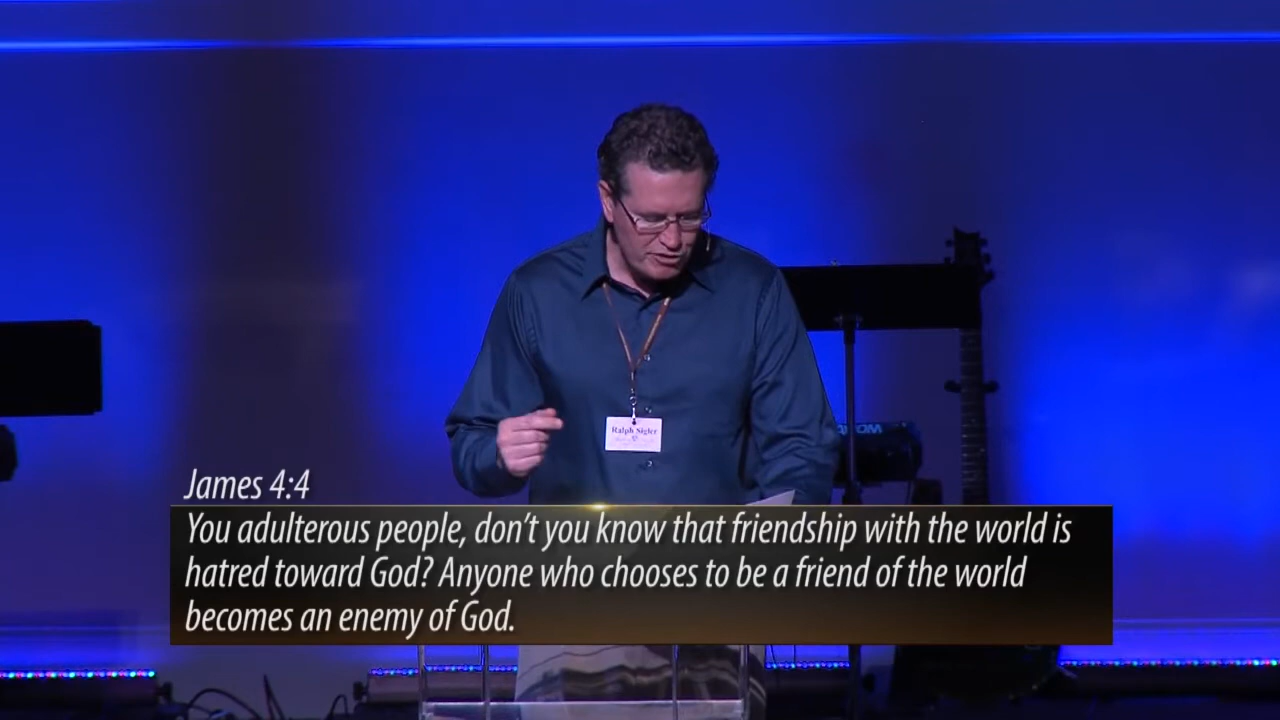 Ralph Sigler
James 4:4
You adulterous people, don't you know that friendship with the world is
hatred toward God? Anyone who chooses to be a friend of the world
becomes an enemy of God.